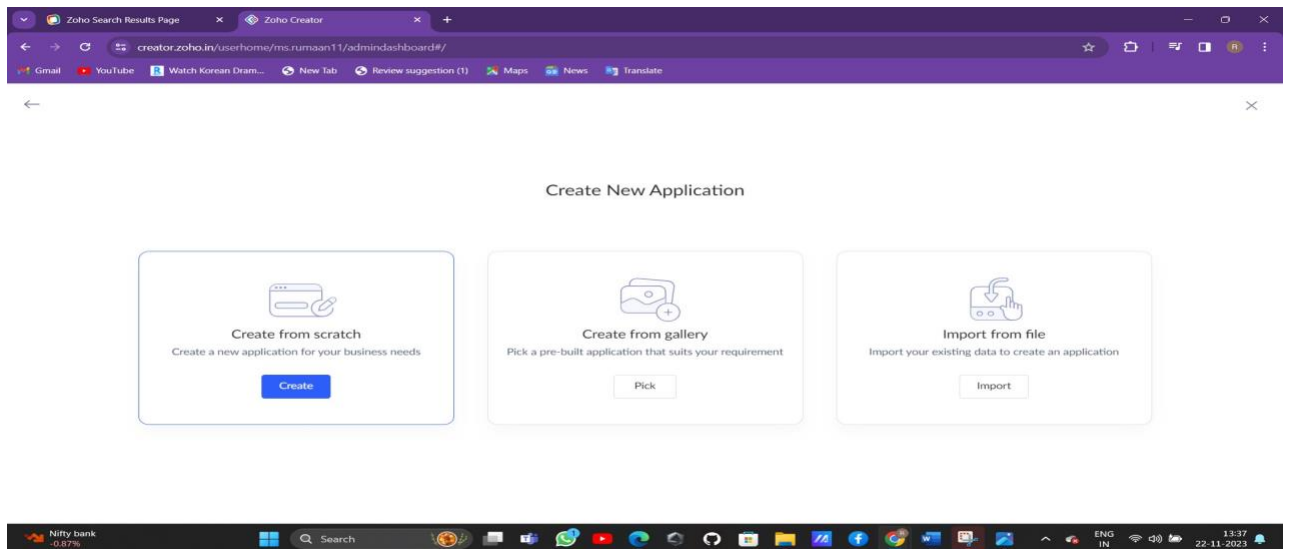 Zoho Search Results Page
Zoho Creator
creator.zoho.in/userhome/ms.rumaan11/admindashboard#/
R
Gmail
YouTube
R Watch Korean Dram...
New Tab
Review suggestion (1)
Maps
News
Translate
Create New Application
Create from scratch
Create a new application for your business needs
Create
Create from gallery
Pick a pre-built application that suits your requirement
Pick
Import from file
Import your existing data to create an application
Import
Nifty bank
-0.87%
Search
ENG
IN
13:37
22-11-2023